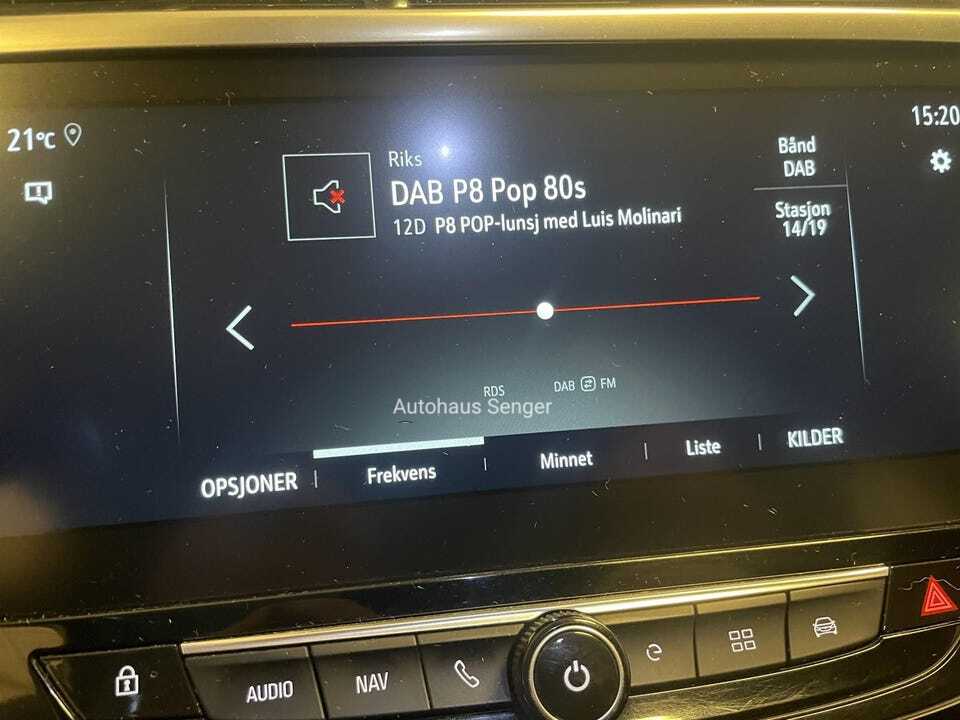 21°C
15:20
Riks
DAB P8 Pop 80s
12D P8 POP-lunsj med Luis Molinari
Bånd
DAB
Stasjon
14/19
RDS
DAB FM
Autohaus Senger
OPSJONER
Frekvens
Minnet
Liste
KILDER
AUDIO
NAV